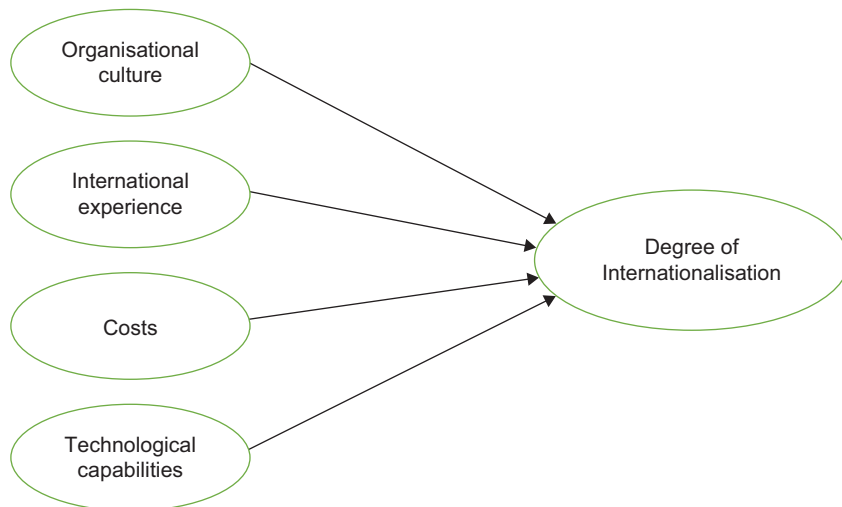 Organisational
culture
International
experience
Costs
Technological
capabilities
Degree of
Internationalisation